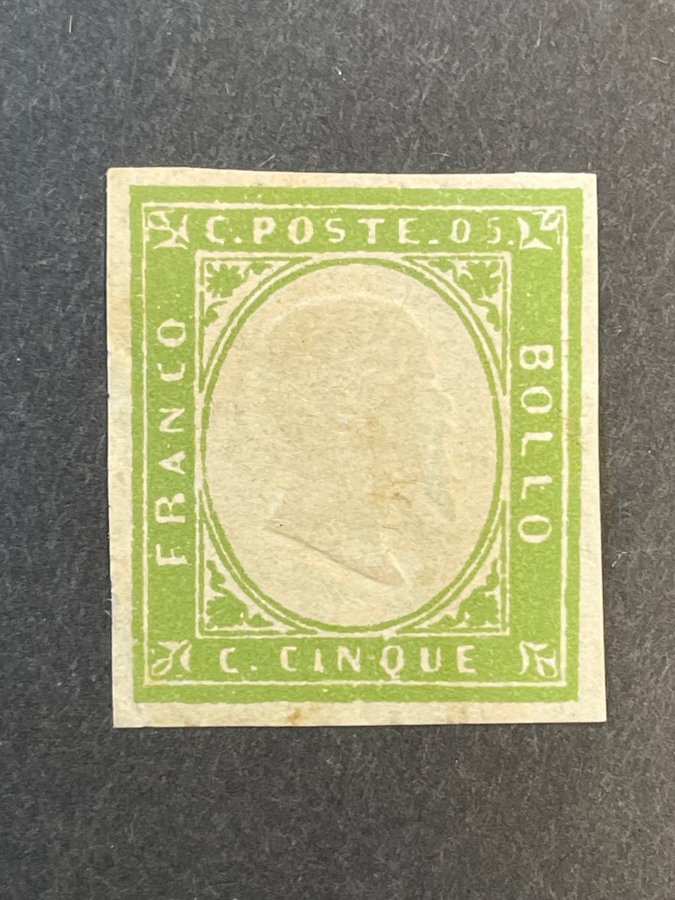 C.POSTE.05.
FRANCO
BOLLO
C. CINQUE